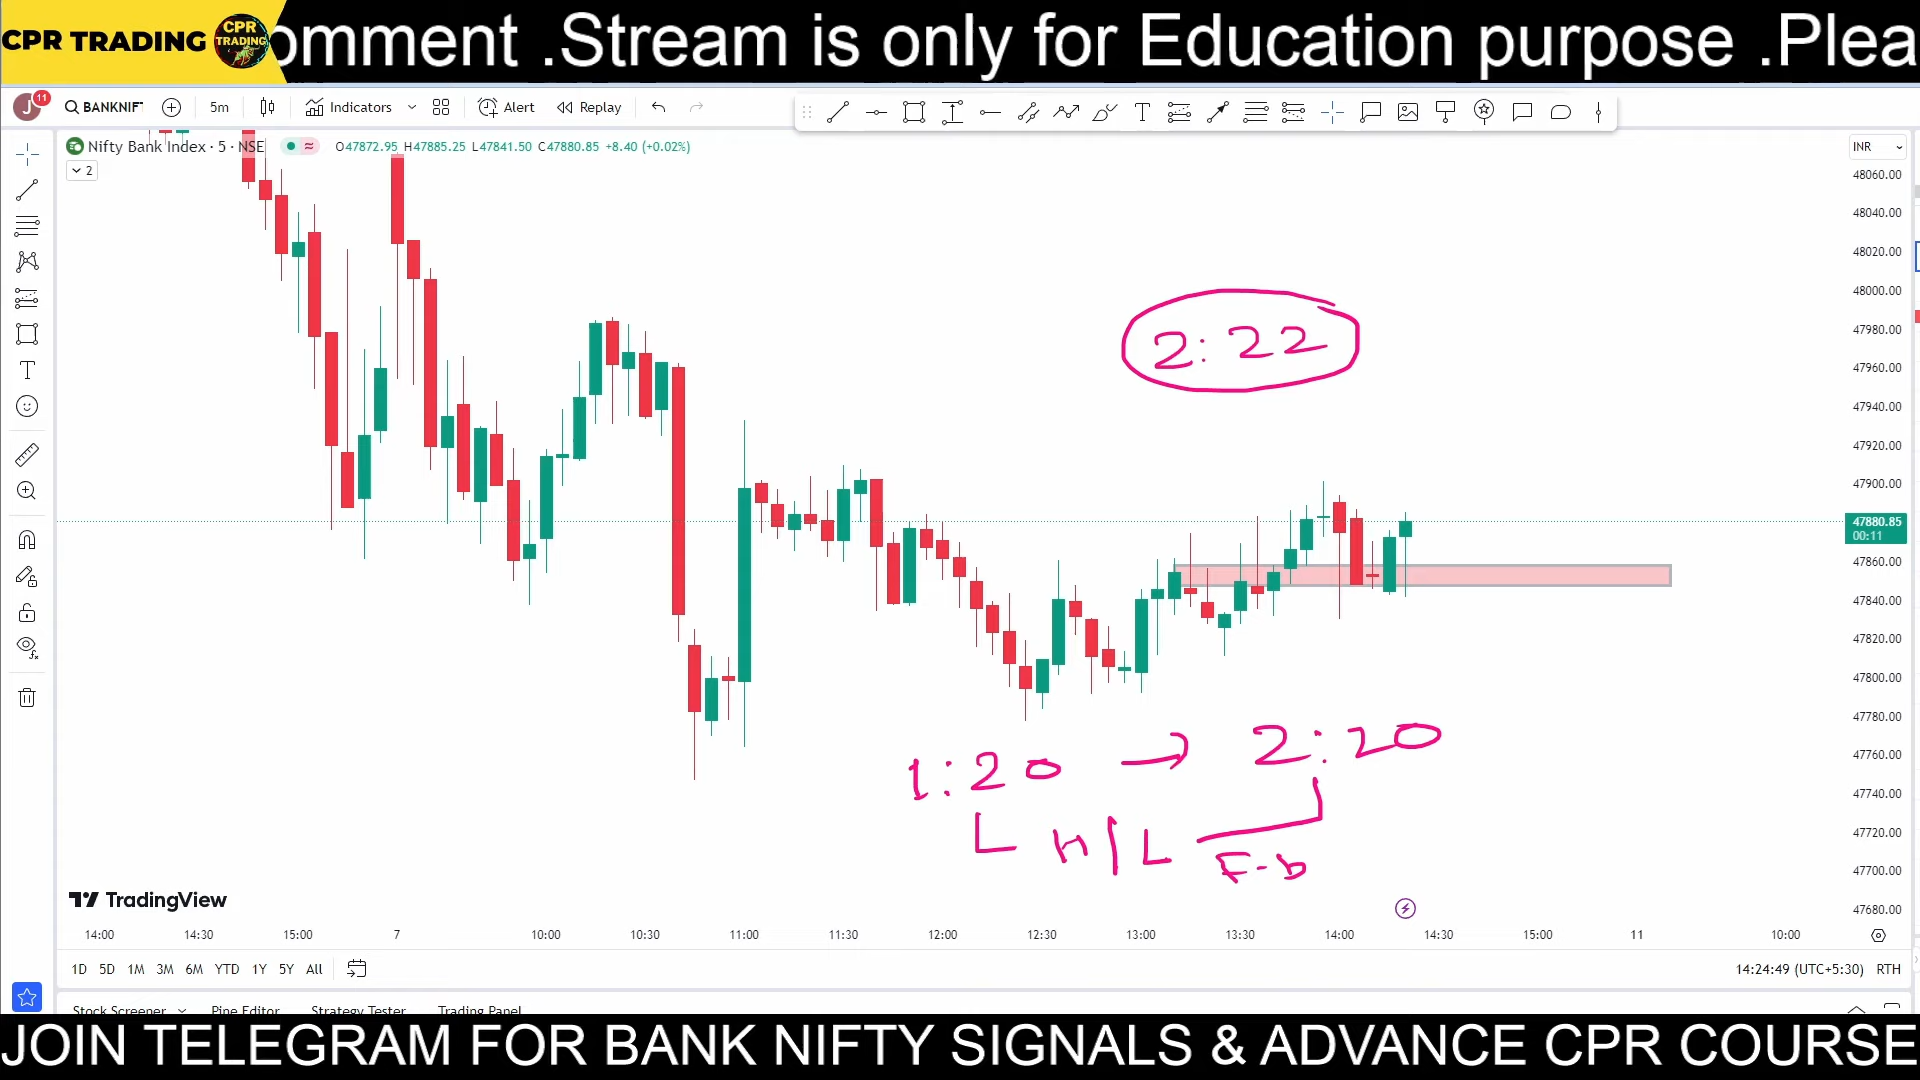 CPR TRADING
CPR
TRADING
omment .Stream is only for Education purpose .Plea
J
11
BANKNIFT
5m
Indicators
Alert
Replay
Nifty Bank Index · 5 · NSE
O47872.95 H47885.25 L47841.50 C47880.85 +8.40 (+0.02%)
2
INR
48060.00
48040.00
48020.00
48000.00
47980.00
47960.00
47940.00
47920.00
47900.00
47880.85
00:11
47860.00
47840.00
47820.00
47800.00
47780.00
47760.00
47740.00
47720.00
47700.00
47680.00
2:22
1:20 → 2:20
H/L
F-b
TradingView
14:00 14:30 15:00 7 10:00 10:30 11:00 11:30 12:00 12:30 13:00 13:30 14:00 14:30 15:00 11 10:00
1D 5D 1M 3M 6M YTD 1Y 5Y All
14:24:49 (UTC+5:30) RTH
Stock Screener Pine Editor Strategy Tester Trading Panel
JOIN TELEGRAM FOR BANK NIFTY SIGNALS & ADVANCE CPR COURSE